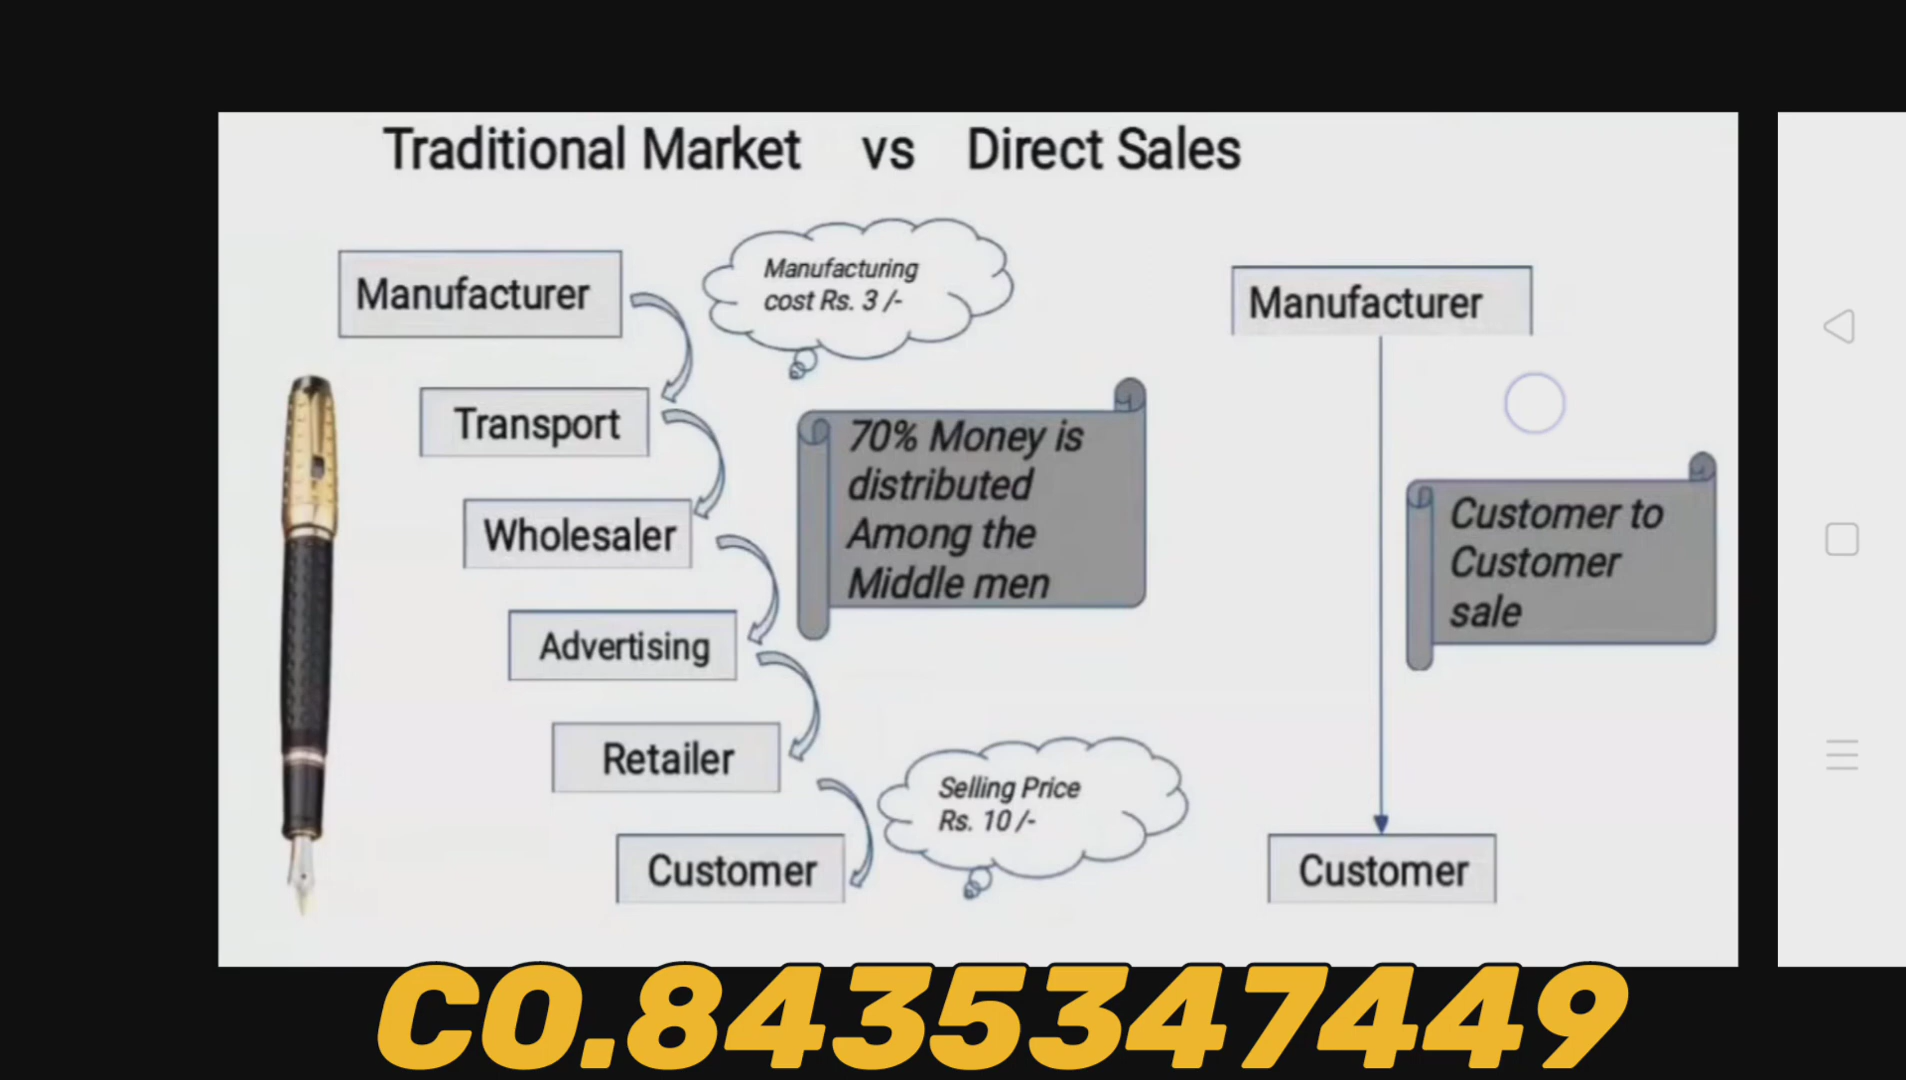 Traditional Market vs Direct Sales
Manufacturer
Manufacturing
cost Rs. 3 /-
Transport
Wholesaler
70% Money is
distributed
Among the
Middle men
Advertising
Retailer
Selling Price
Rs. 10 /-
Customer
Manufacturer
Customer to
Customer
sale
Customer
CO.8435347449